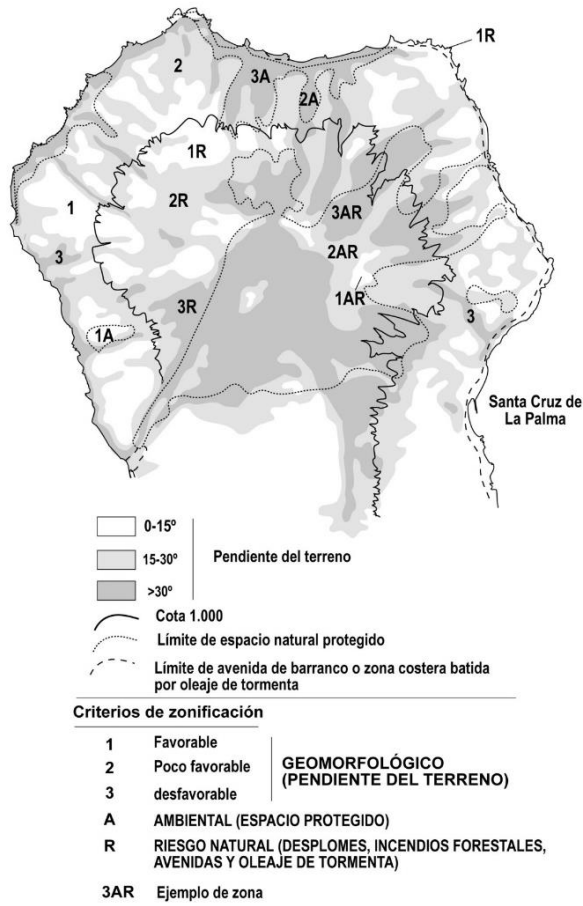 1R
2
3A
2A
1R
1
2R
3AR
2AR
3
1AR
3R
3
1A
Santa Cruz de
La Palma
0-15º
15-30º
>30º
Pendiente del terreno
Cota 1.000
Límite de espacio natural protegido
Límite de avenida de barranco o zona costera batida
por oleaje de tormenta
Criterios de zonificación
1 Favorable
2 Poco favorable
3 desfavorable
GEOMORFOLÓGICO
(PENDIENTE DEL TERRENO)
A AMBIENTAL (ESPACIO PROTEGIDO)
R RIESGO NATURAL (DESPLOMES, INCENDIOS FORESTALES,
AVENIDAS Y OLEAJE DE TORMENTA)
3AR Ejemplo de zona